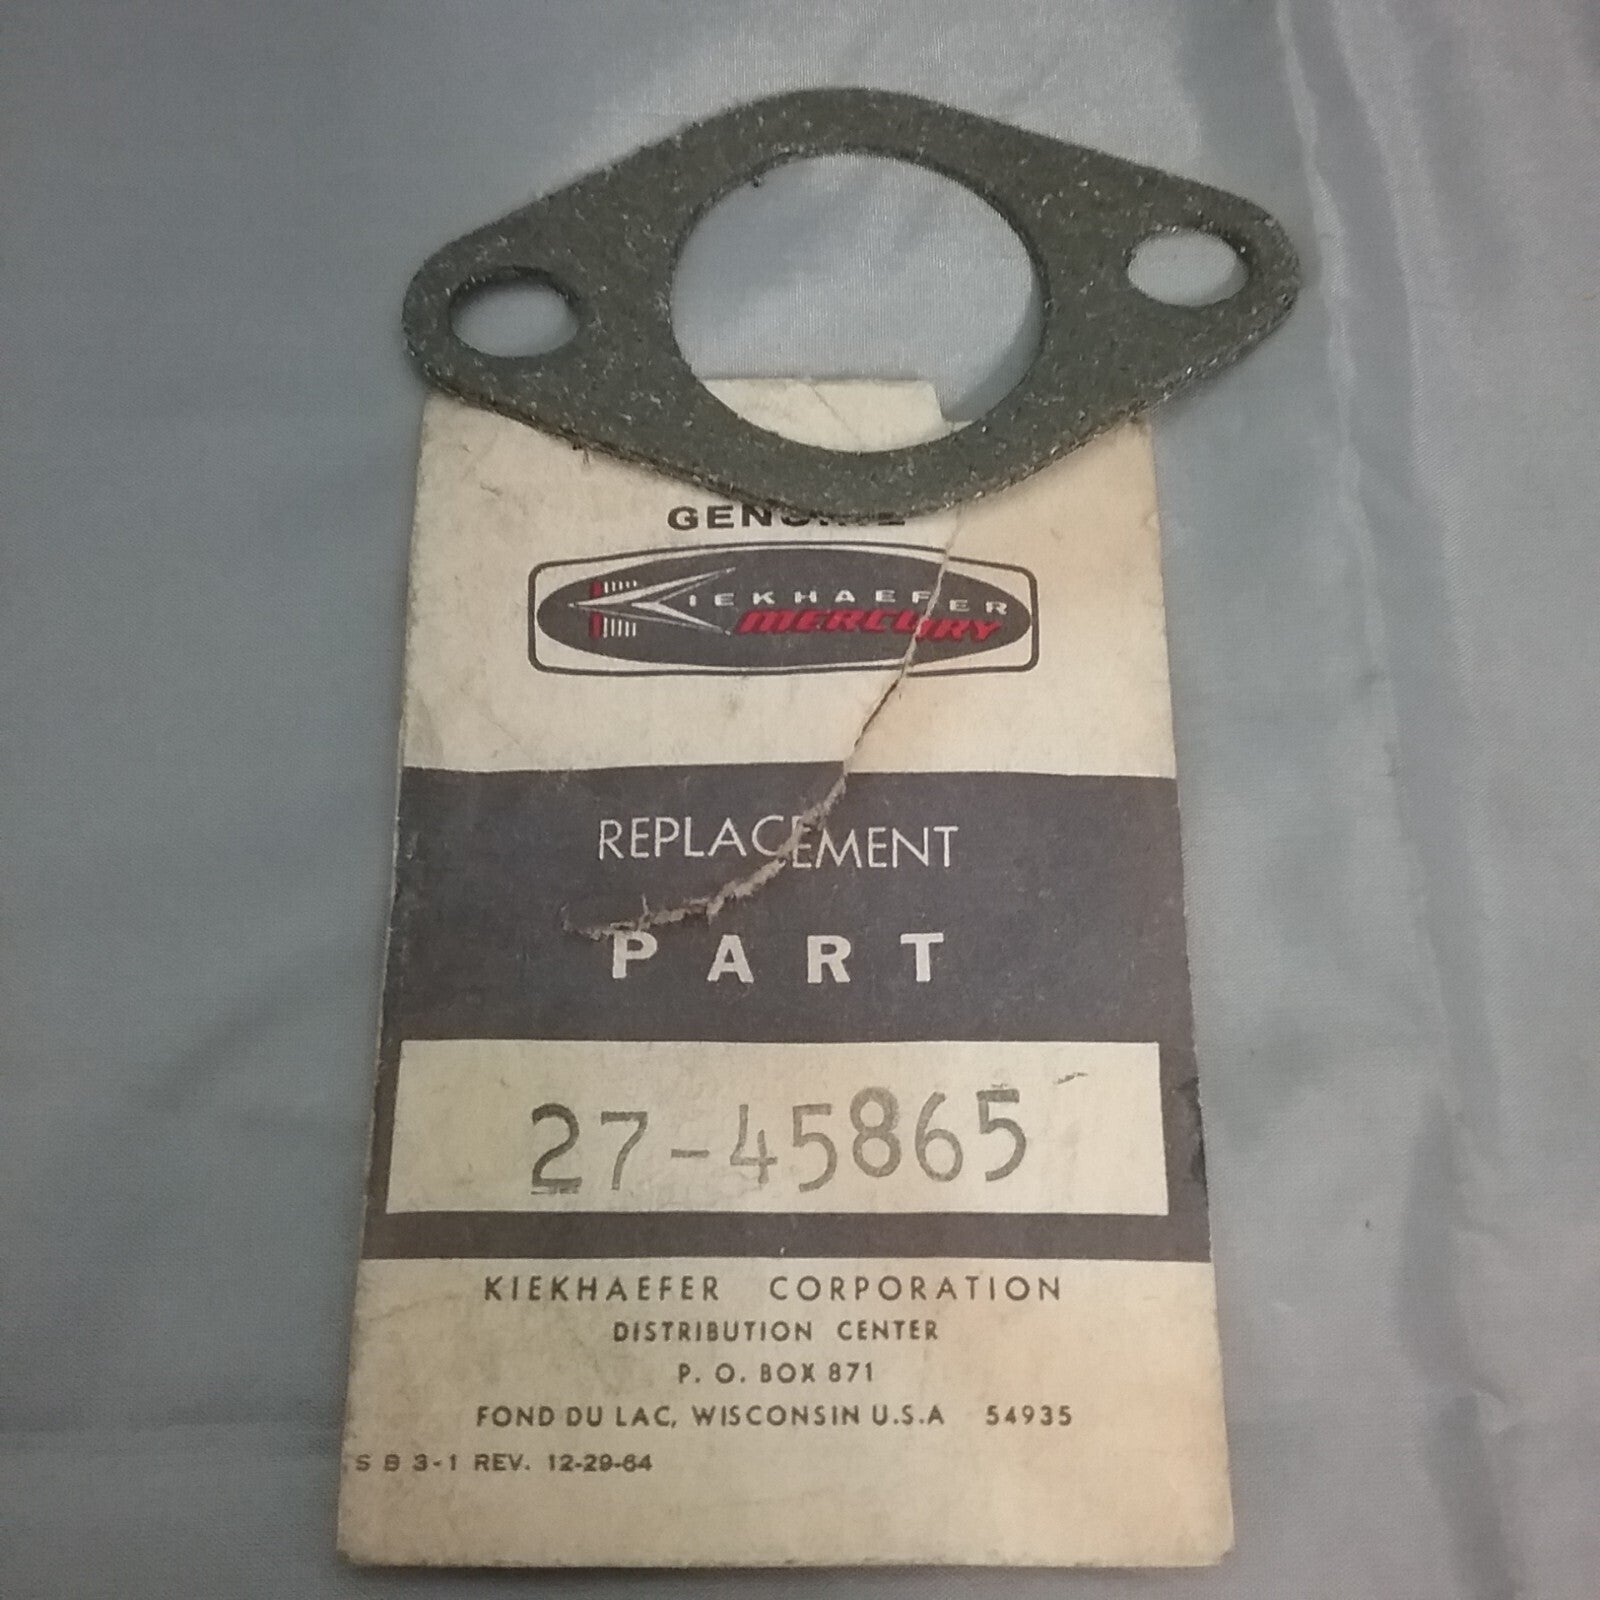 GENUINE
KIEKHAEFER
MERCURY
REPLACEMENT
PART
27-45865
KIEKHAEFER CORPORATION
DISTRIBUTION CENTER
P. O. BOX 871
FOND DU LAC, WISCONSIN U.S.A 54935
S B 3-1 REV. 12-29-64